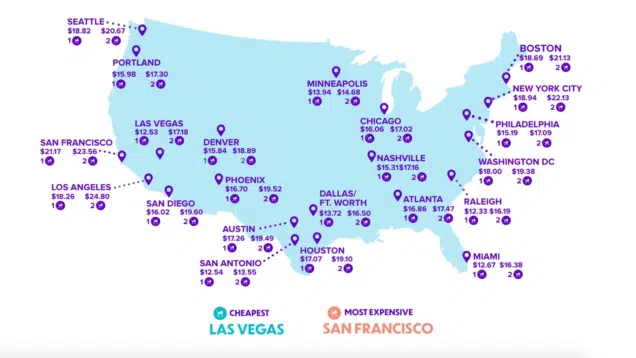 SEATTLE
$18.82 $20.67
1 2
PORTLAND
$15.98 $17.30
1 2
MINNEAPOLIS
$13.94 $14.68
1 2
BOSTON
$18.69 $21.13
1 2
NEW YORK CITY
$18.94 $22.13
1 2
CHICAGO
$16.06 $17.02
1 2
PHILADELPHIA
$15.19 $17.09
1 2
LAS VEGAS
$12.53 $17.18
1 2
DENVER
$15.84 $18.89
1 2
SAN FRANCISCO
$21.17 $23.56
1 2
NASHVILLE
$15.31 $17.16
1 2
WASHINGTON DC
$18.00 $19.38
1 2
LOS ANGELES
$18.26 $24.80
1 2
PHOENIX
$16.70 $19.52
1 2
SAN DIEGO
$16.02 $19.60
1 2
DALLAS/
FT. WORTH
$13.72 $16.50
1 2
ATLANTA
$16.86 $17.47
1 2
RALEIGH
$12.33 $16.19
1 2
AUSTIN
$17.26 $19.49
1 2
HOUSTON
$17.07 $19.10
1 2
SAN ANTONIO
$12.54 $13.55
1 2
MIAMI
$12.67 $16.38
1 2
CHEAPEST
LAS VEGAS
MOST EXPENSIVE
SAN FRANCISCO